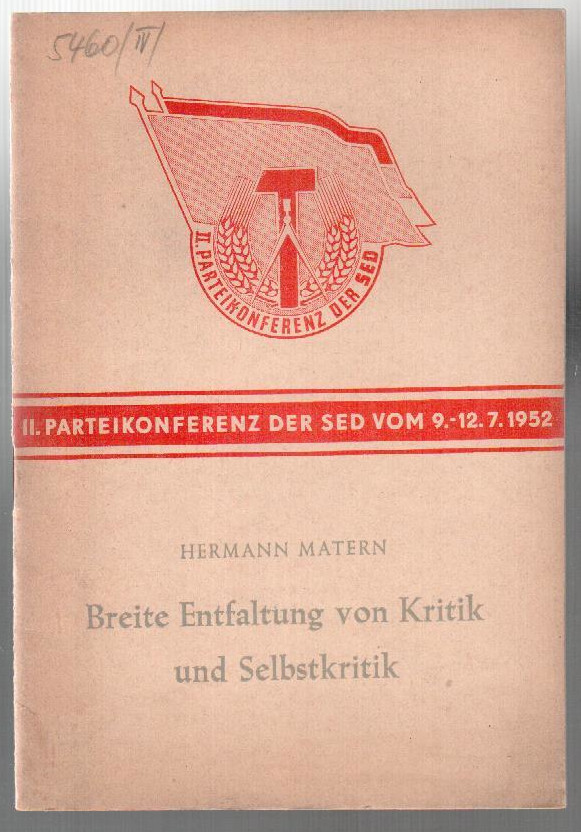 5460/IV/
II. PARTEIKONFERENZ DER SED
II. PARTEIKONFERENZ DER SED VOM 9.-12.7.1952
HERMANN MATERN
Breite Entfaltung von Kritik
und Selbstkritik